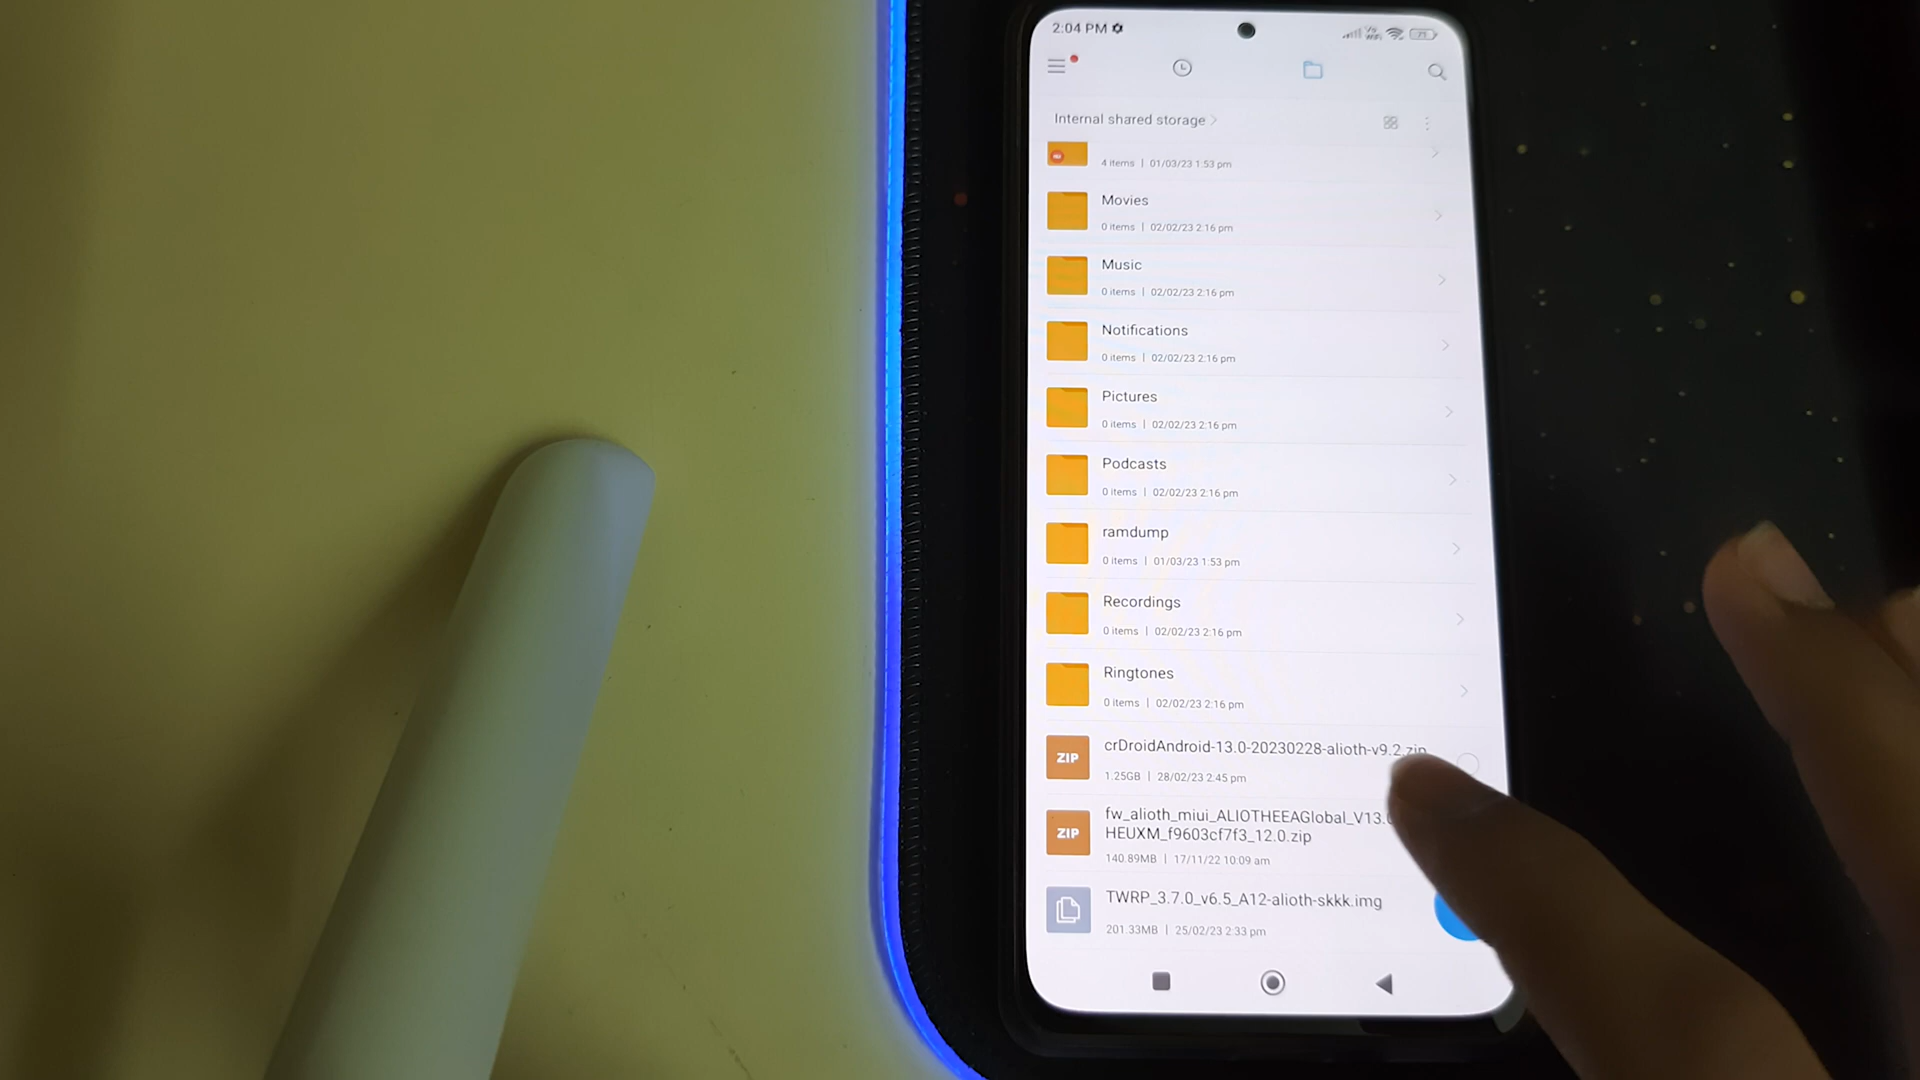 2:04 PM
Vo
WiFi
71
Internal shared storage
4 items | 01/03/23 1:53 pm
Movies
0 items | 02/02/23 2:16 pm
Music
0 items | 02/02/23 2:16 pm
Notifications
0 items | 02/02/23 2:16 pm
Pictures
0 items | 02/02/23 2:16 pm
Podcasts
0 items | 02/02/23 2:16 pm
ramdump
0 items | 01/03/23 1:53 pm
Recordings
0 items | 02/02/23 2:16 pm
Ringtones
0 items | 02/02/23 2:16 pm
ZIP
crDroidAndroid-13.0-20230228-alioth-v9.2.zip
1.25GB | 28/02/23 2:45 pm
ZIP
fw_alioth_miui_ALIOTHEEAGlobal_V13.
HEUXM_f9603cf7f3_12.0.zip
140.89MB | 17/11/22 10:09 am
TWRP_3.7.0_v6.5_A12-alioth-skkk.img
201.33MB | 25/02/23 2:33 pm